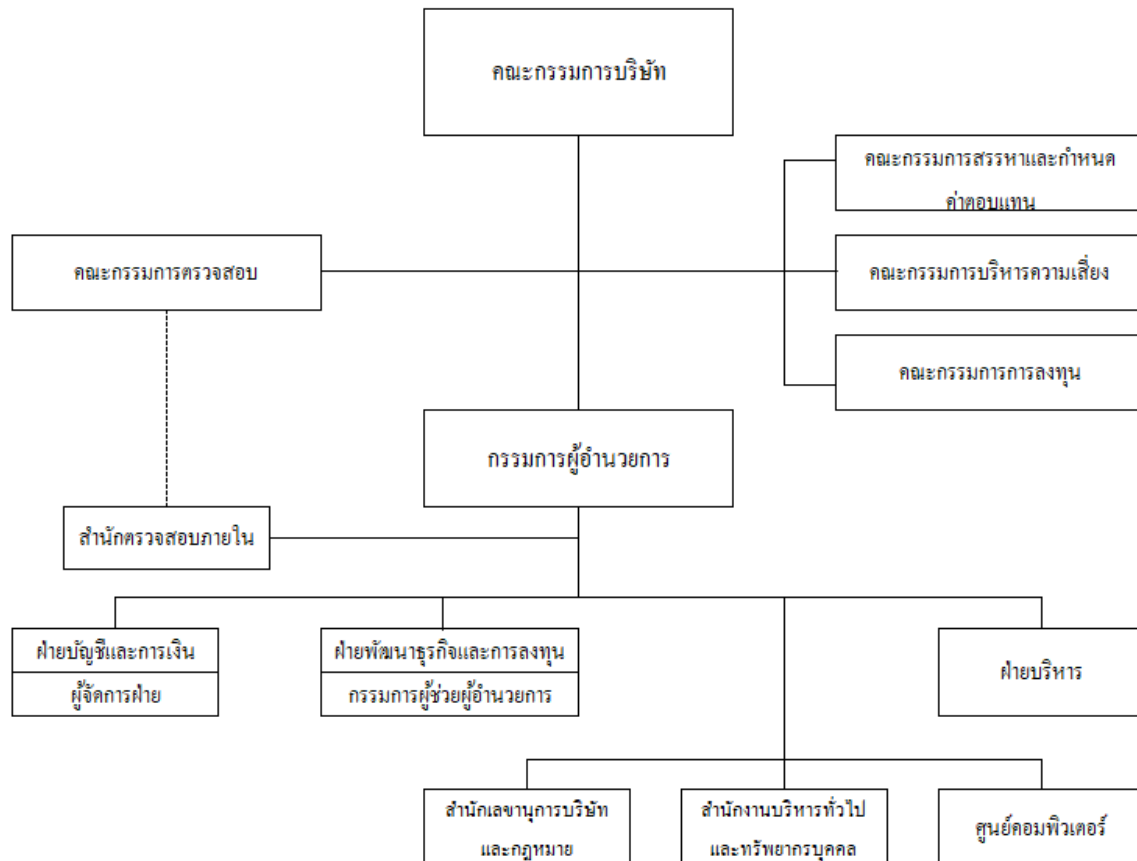 คณะกรรมการบริษัท
คณะกรรมการสรรหาและกำหนด
ค่าตอบแทน
คณะกรรมการตรวจสอบ
คณะกรรมการบริหารความเสี่ยง
คณะกรรมการการลงทุน
กรรมการผู้อำนวยการ
สำนักตรวจสอบภายใน
ฝ่ายบัญชีและการเงิน
ผู้จัดการฝ่าย
ฝ่ายพัฒนาธุรกิจและการลงทุน
กรรมการผู้ช่วยผู้อำนวยการ
ฝ่ายบริหาร
สำนักเลขานุการบริษัท
และกฎหมาย
สำนักงานบริหารทั่วไป
และทรัพยากรบุคคล
ศูนย์คอมพิวเตอร์